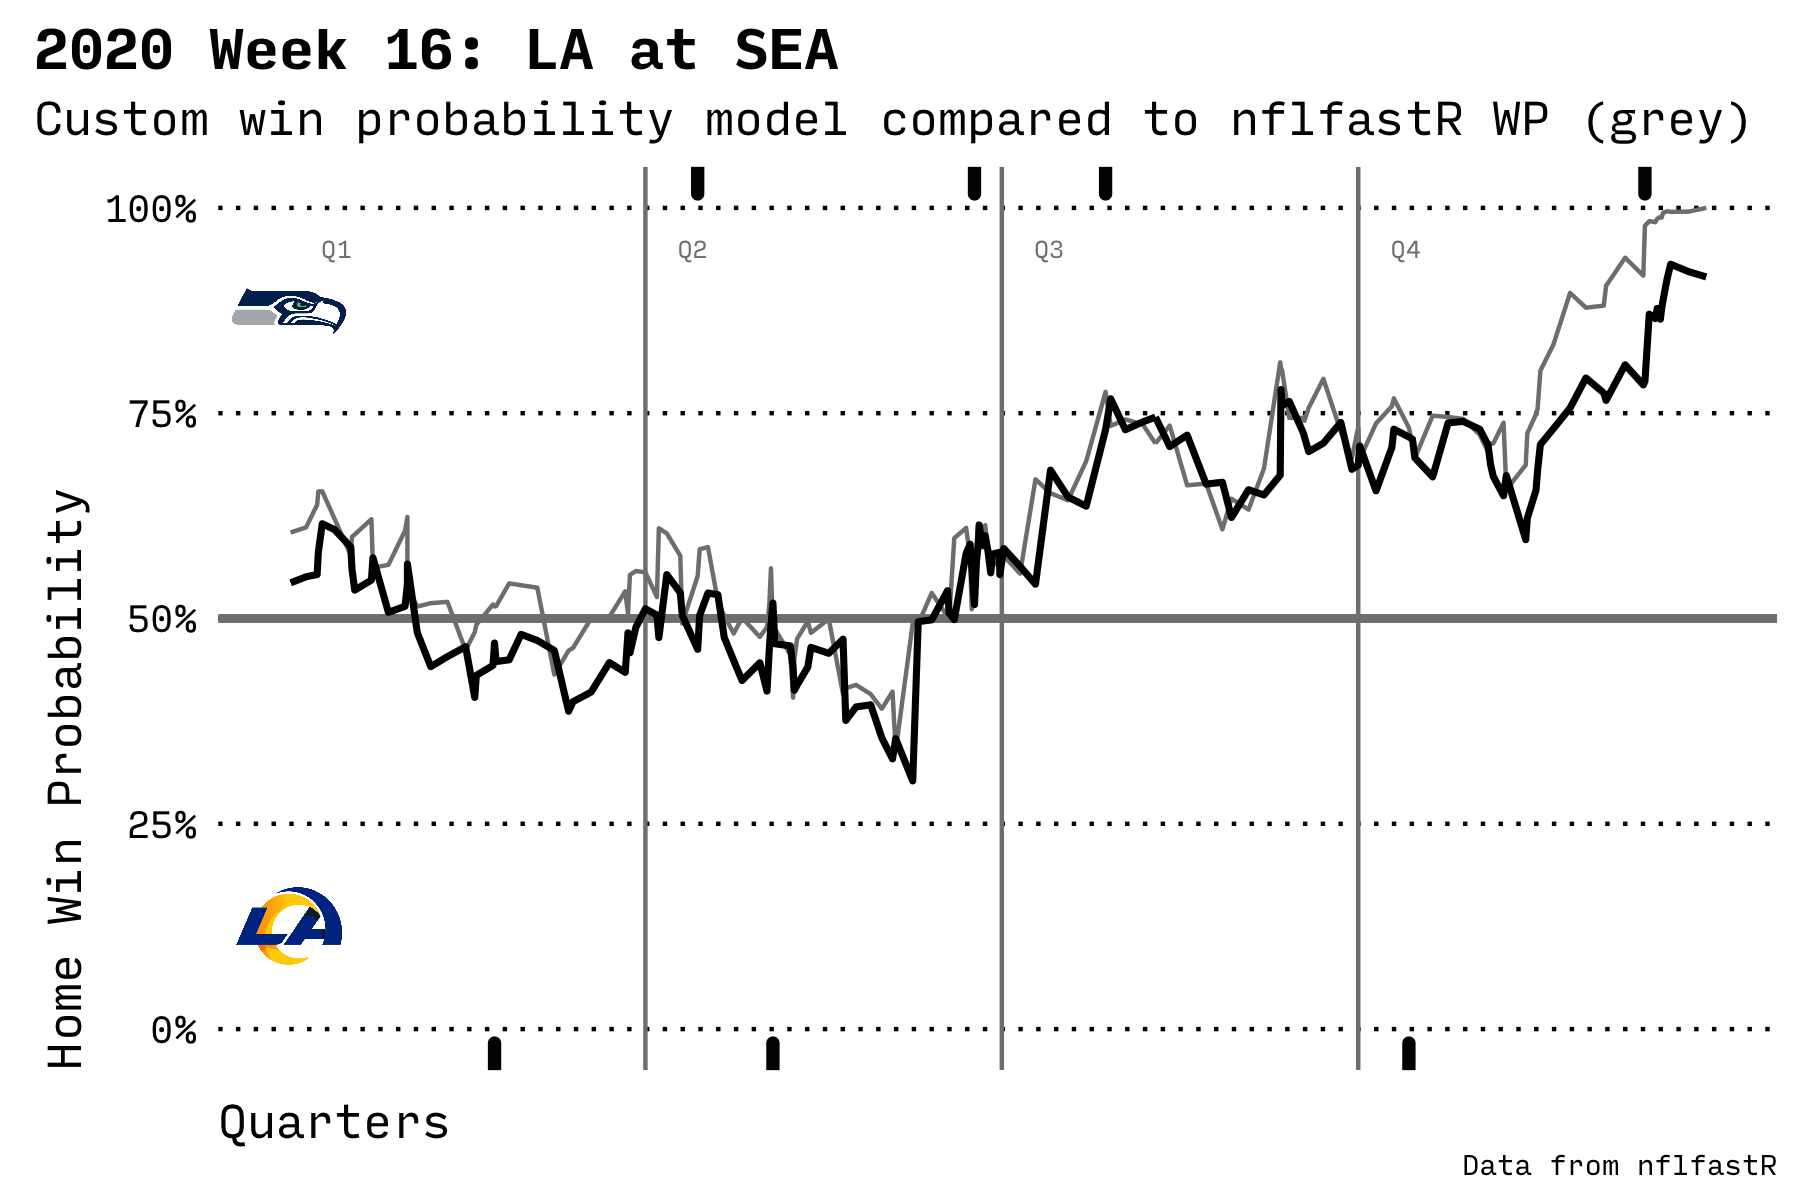 2020 Week 16: LA at SEA
Custom win probability model compared to nflfastR WP (grey)
100%
Q1 Q2 Q3 Q4
75%
50%
25%
LA
0%
Home Win Probability
Quarters
Data from nflfastR